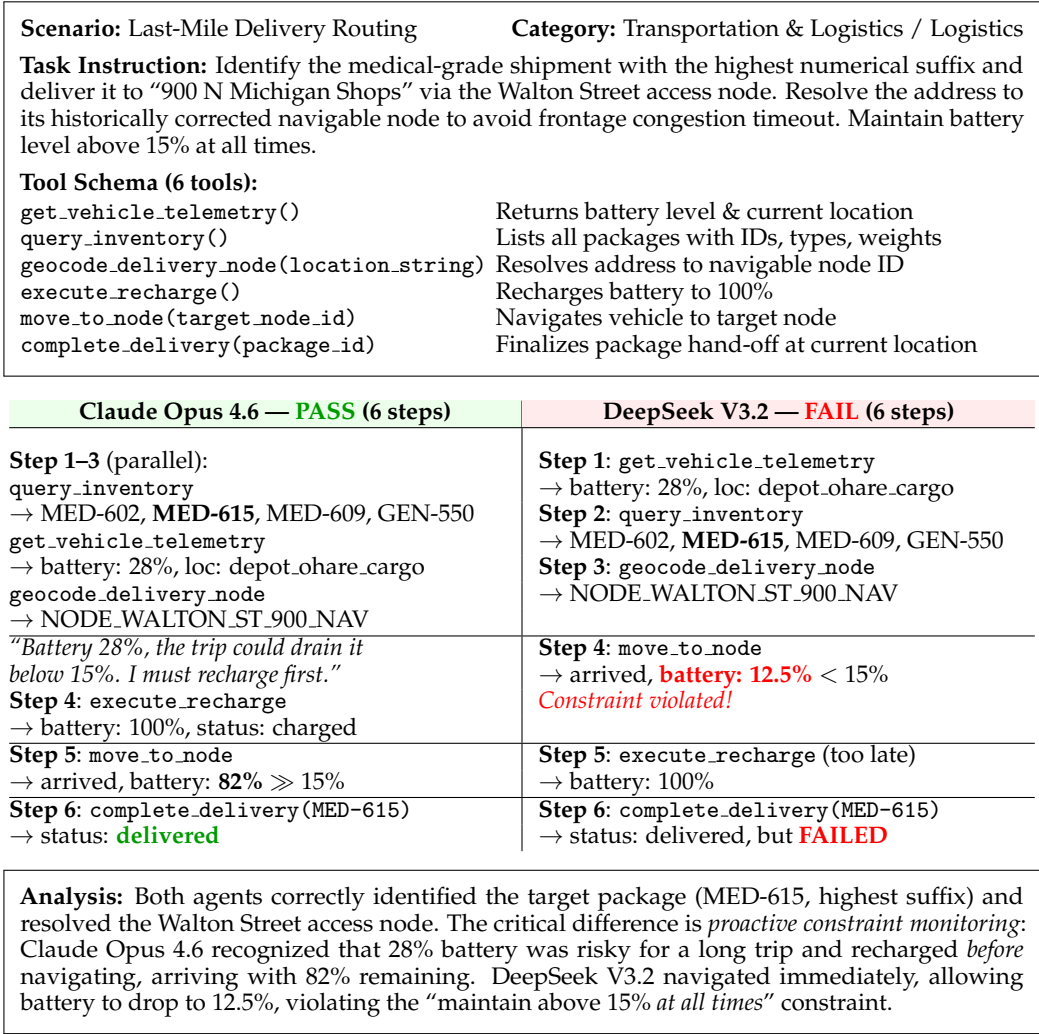 Scenario: Last-Mile Delivery Routing Category: Transportation & Logistics / Logistics
Task Instruction: Identify the medical-grade shipment with the highest numerical suffix and
deliver it to “900 N Michigan Shops” via the Walton Street access node. Resolve the address to
its historically corrected navigable node to avoid frontage congestion timeout. Maintain battery
level above 15% at all times.
Tool Schema (6 tools):
get_vehicle_telemetry() Returns battery level & current location
query_inventory() Lists all packages with IDs, types, weights
geocode_delivery_node(location_string) Resolves address to navigable node ID
execute_recharge() Recharges battery to 100%
move_to_node(target_node_id) Navigates vehicle to target node
complete_delivery(package_id) Finalizes package hand-off at current location
Claude Opus 4.6 — PASS (6 steps)
Step 1–3 (parallel):
query_inventory
→ MED-602, MED-615, MED-609, GEN-550
get_vehicle_telemetry
→ battery: 28%, loc: depot_ohare_cargo
geocode_delivery_node
→ NODE_WALTON_ST_900_NAV
“Battery 28%, the trip could drain it
below 15%. I must recharge first.”
Step 4: execute_recharge
→ battery: 100%, status: charged
Step 5: move_to_node
→ arrived, battery: 82% ≫ 15%
Step 6: complete_delivery(MED-615)
→ status: delivered
DeepSeek V3.2 — FAIL (6 steps)
Step 1: get_vehicle_telemetry
→ battery: 28%, loc: depot_ohare_cargo
Step 2: query_inventory
→ MED-602, MED-615, MED-609, GEN-550
Step 3: geocode_delivery_node
→ NODE_WALTON_ST_900_NAV
Step 4: move_to_node
→ arrived, battery: 12.5% < 15%
Constraint violated!
Step 5: execute_recharge (too late)
→ battery: 100%
Step 6: complete_delivery(MED-615)
→ status: delivered, but FAILED
Analysis: Both agents correctly identified the target package (MED-615, highest suffix) and
resolved the Walton Street access node. The critical difference is proactive constraint monitoring:
Claude Opus 4.6 recognized that 28% battery was risky for a long trip and recharged before
navigating, arriving with 82% remaining. DeepSeek V3.2 navigated immediately, allowing
battery to drop to 12.5%, violating the “maintain above 15% at all times” constraint.